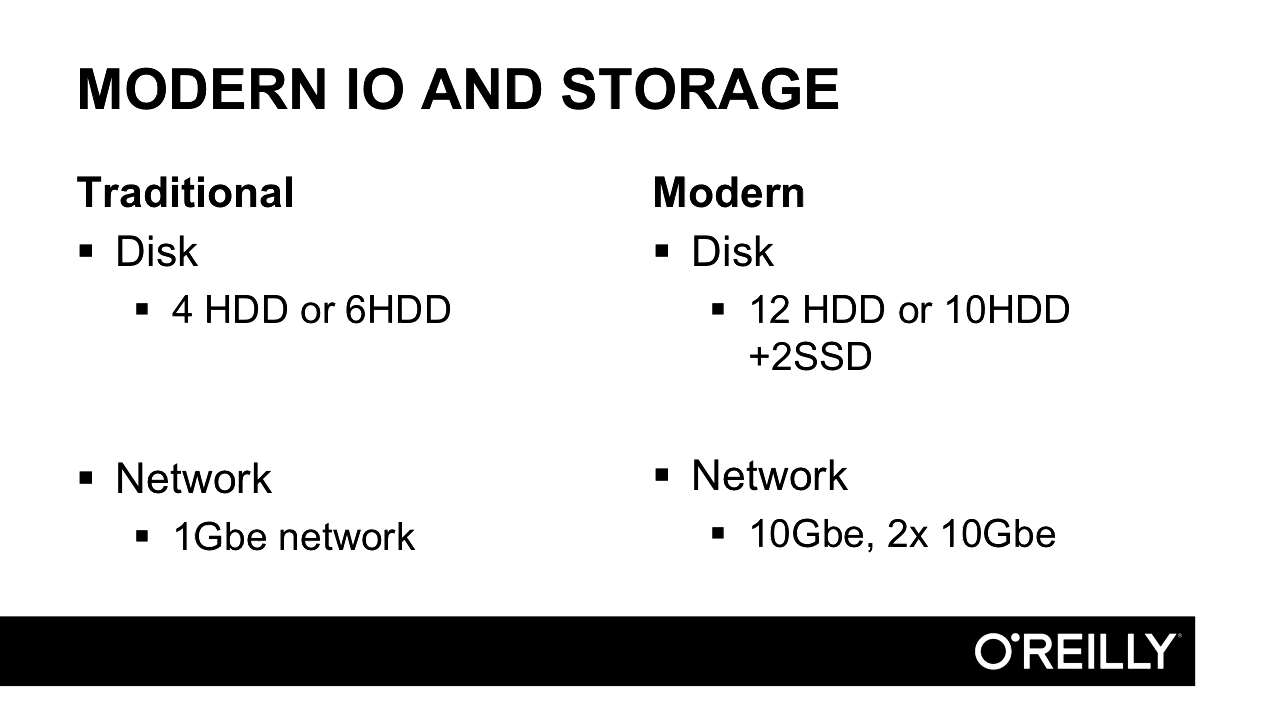 MODERN IO AND STORAGE
Traditional
▪ Disk
▪ 4 HDD or 6HDD
▪ Network
▪ 1Gbe network
Modern
▪ Disk
▪ 12 HDD or 10HDD
+2SSD
▪ Network
▪ 10Gbe, 2x 10Gbe
O'REILLY®